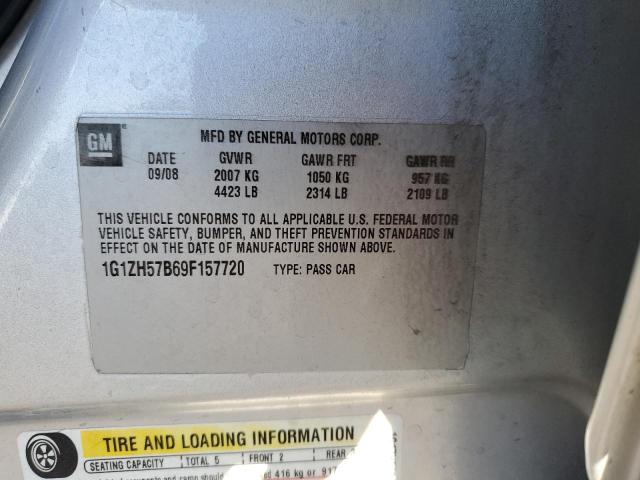 GM
MFD BY GENERAL MOTORS CORP.
DATE GVWR GAWR FRT GAWR RR
09/08 2007 KG 1050 KG 957 KG
4423 LB 2314 LB 2109 LB
THIS VEHICLE CONFORMS TO ALL APPLICABLE U.S. FEDERAL MOTOR
VEHICLE SAFETY, BUMPER, AND THEFT PREVENTION STANDARDS IN
EFFECT ON THE DATE OF MANUFACTURE SHOWN ABOVE.
1G1ZH57B69F157720 TYPE: PASS CAR
TIRE AND LOADING INFORMATION
SEATING CAPACITY TOTAL 5 FRONT 2 REAR
416 kg or